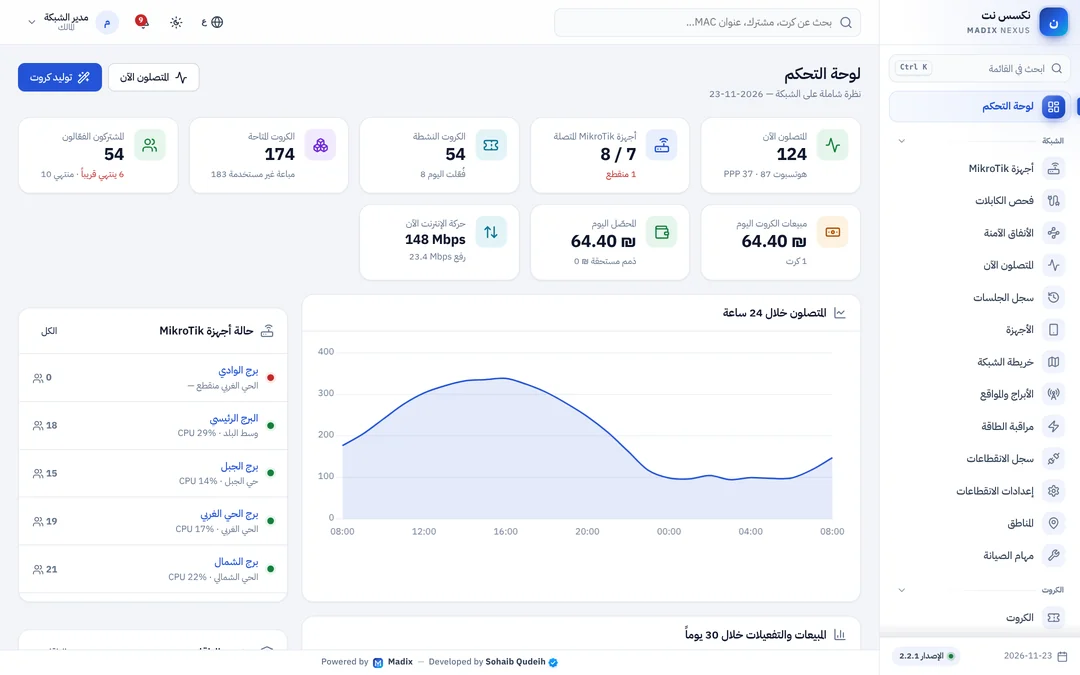 نكسس نت
MADIX NEXUS
ن
ابحث في القائمة
Ctrl K
لوحة التحكم
الشبكة
أجهزة MikroTik
فحص الكابلات
الأنفاق الآمنة
المتصلون الآن
سجل الجلسات
الأجهزة
خريطة الشبكة
الأبراج والمواقع
مراقبة الطاقة
سجل الانقطاعات
إعدادات الانقطاعات
المناطق
مهام الصيانة
الكروت
الكروت
2026-11-23
الإصدار 2.2.1
بحث عن كرت، مشترك، عنوان MAC...
ع
9
م
مدير الشبكة
المالك
لوحة التحكم
نظرة شاملة على الشبكة — 2026-11-23
المتصلون الآن
توليد كروت
المتصلون الآن
124
هوتسبوت 87 · PPP 37
أجهزة MikroTik المتصلة
8 / 7
1 منقطع
الكروت النشطة
54
فُعّلت اليوم 8
الكروت المتاحة
174
مباعة غير مستخدمة 183
المشتركون الفعّالون
54
6 ينتهي قريباً · منتهي 10
مبيعات الكروت اليوم
64.40 ₪
1 كرت
المحصّل اليوم
64.40 ₪
ذمم مستحقة ₪ 0
حركة الإنترنت الآن
148 Mbps
رفع 23.4 Mbps
المتصلون خلال 24 ساعة
400
300
200
100
0
08:00 12:00 16:00 20:00 00:00 04:00 08:00
حالة أجهزة MikroTik
الكل
برج الوادي
الحي الغربي منقطع —
0
البرج الرئيسي
وسط البلد · CPU 29%
18
برج الجبل
حي الجبل · CPU 14%
15
برج الحي الغربي
الحي الغربي · CPU 17%
19
برج الشمال
الحي الشمالي · CPU 22%
21
المبيعات والتفعيلات خلال 30 يوماً
Powered by Madix — Developed by Sohaib Qudeih